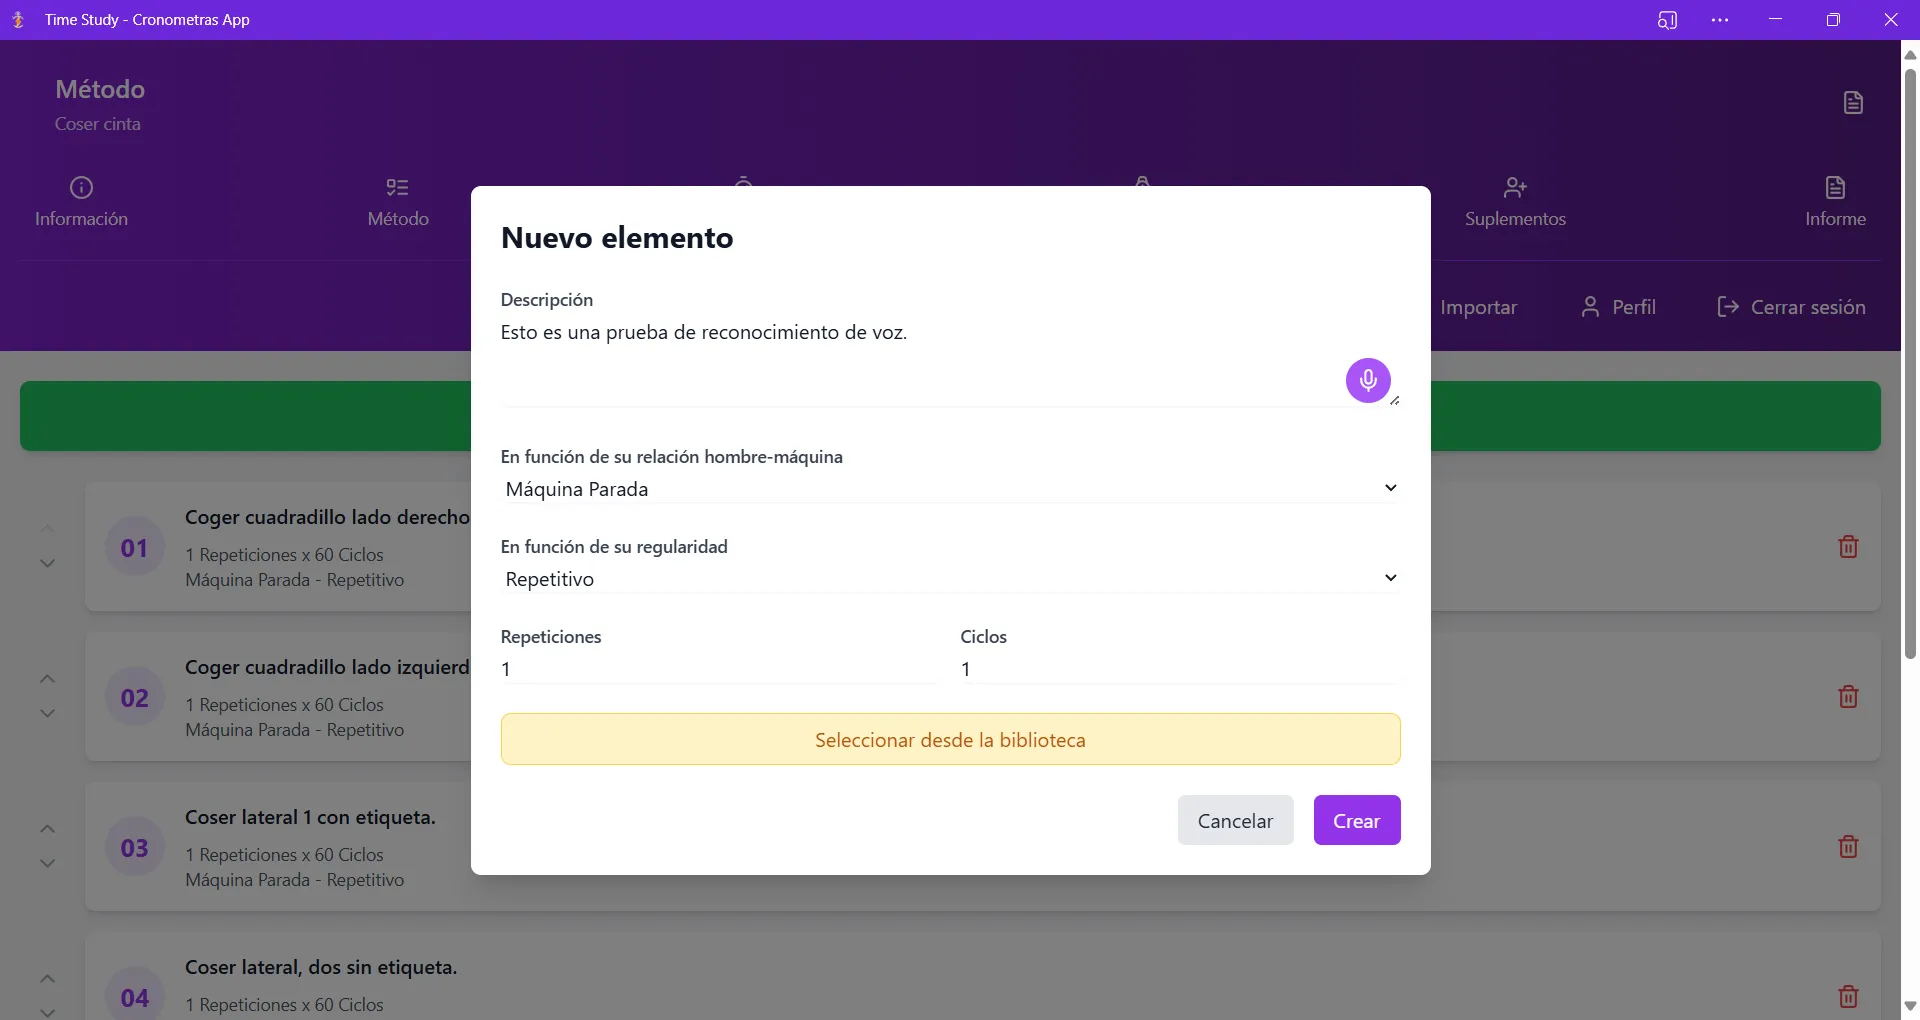 Time Study - Cronometras App
Método
Coser cinta
Información
Método
Suplementos
Informe
Importar
Perfil
Cerrar sesión
Nuevo elemento
Descripción
Esto es una prueba de reconocimiento de voz.
En función de su relación hombre-máquina
Máquina Parada
En función de su regularidad
Repetitivo
Repeticiones
Ciclos
1
1
Seleccionar desde la biblioteca
Cancelar
Crear
01
Coger cuadradillo lado derecho
1 Repeticiones x 60 Ciclos
Máquina Parada - Repetitivo
02
Coger cuadradillo lado izquierd
1 Repeticiones x 60 Ciclos
Máquina Parada - Repetitivo
03
Coser lateral 1 con etiqueta.
1 Repeticiones x 60 Ciclos
Máquina Parada - Repetitivo
04
Coser lateral, dos sin etiqueta.
1 Repeticiones x 60 Ciclos